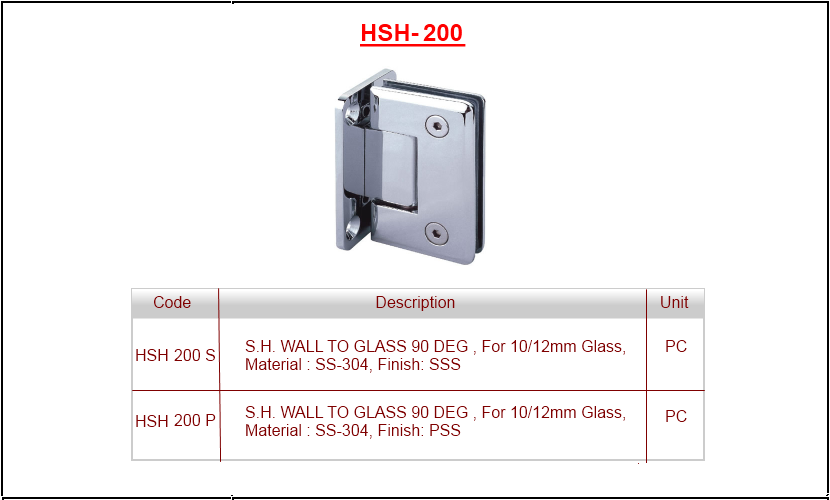 HSH- 200
Code Description Unit
HSH 200 S S.H. WALL TO GLASS 90 DEG , For 10/12mm Glass, PC
Material : SS-304, Finish: SSS
HSH 200 P S.H. WALL TO GLASS 90 DEG , For 10/12mm Glass, PC
Material : SS-304, Finish: PSS